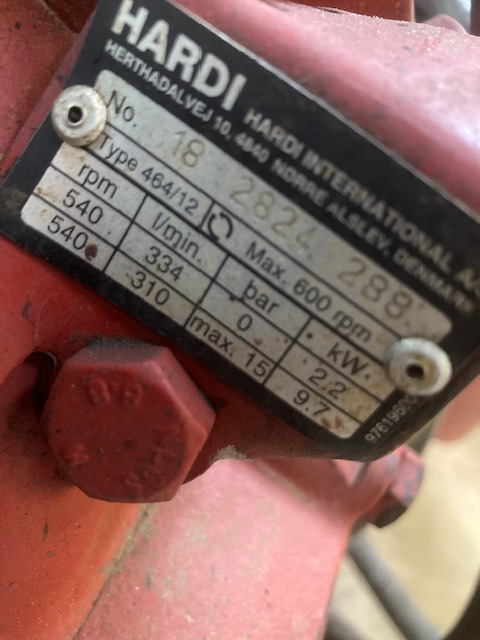 HARDI HARDI INTERNATIONAL A/S
HERTHADALVEJ 10, 4840 NØRRE ALSLEV, DENMARK
No. 18 2824 288
Type 464/12 Max. 600 rpm
rpm l/min. bar kW
540 334 0 2.2
540 310 max. 15 9.7